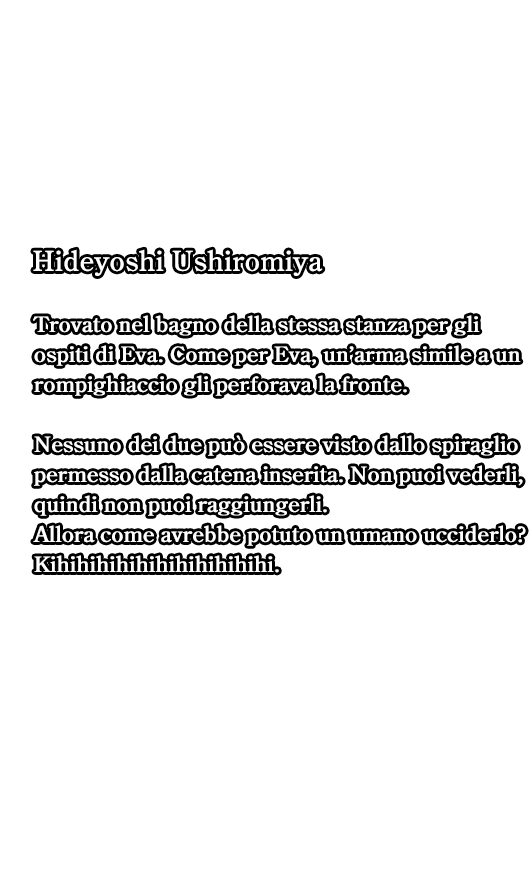 Hideyoshi Ushiromiya
Trovato nel bagno della stessa stanza per gli
ospiti di Eva. Come per Eva, un'arma simile a un
rompighiaccio gli perforava la fronte.
Nessuno dei due può essere visto dallo spiraglio
permesso dalla catena inserita. Non puoi vederli,
quindi non puoi raggiungerli.
Allora come avrebbe potuto un umano ucciderlo?
Kihihihihihihihihihihihi.